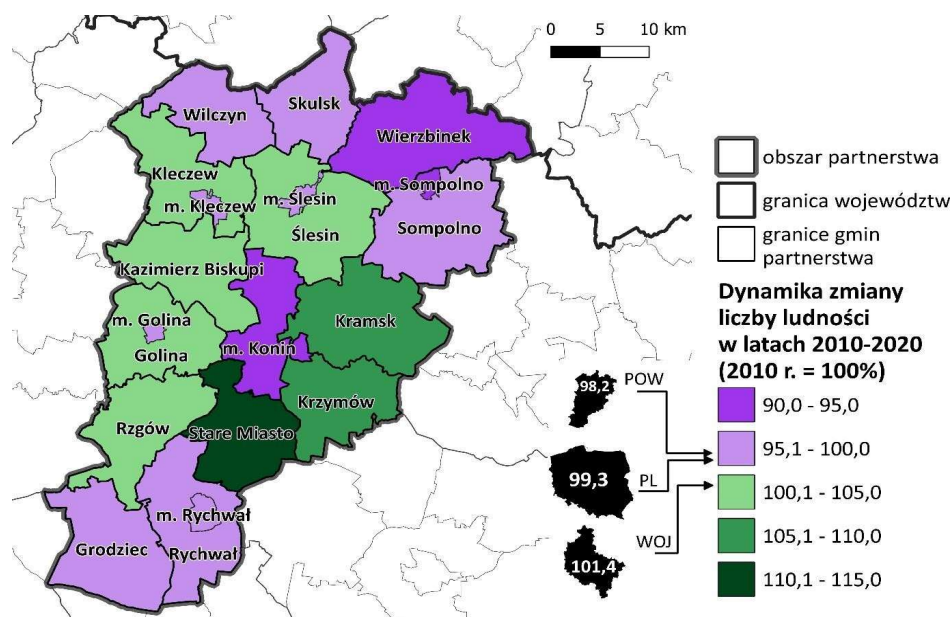 0 5 10 km
Wilczyn
Skulsk
Wierzbinek
Kleczew
m. Ślesin
m. Sompolno
m. Kleczew
Ślesin
Sompolno
Kazimierz Biskupi
m. Golina
Golina
m. Konin
Kramsk
Rzgów
Stare Miasto
Krzymów
m. Rychwał
Grodziec
Rychwał
98,2
POW
99,3
PL
WOJ
101,4
obszar partnerstwa
granica województw
granice gmin
partnerstwa
Dynamika zmiany
liczby ludności
w latach 2010-2020
(2010 r. = 100%)
90,0 - 95,0
95,1 - 100,0
100,1 - 105,0
105,1 - 110,0
110,1 - 115,0